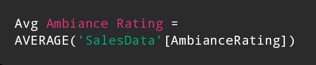 Avg Ambiance Rating =
AVERAGE('SalesData'[AmbianceRating])